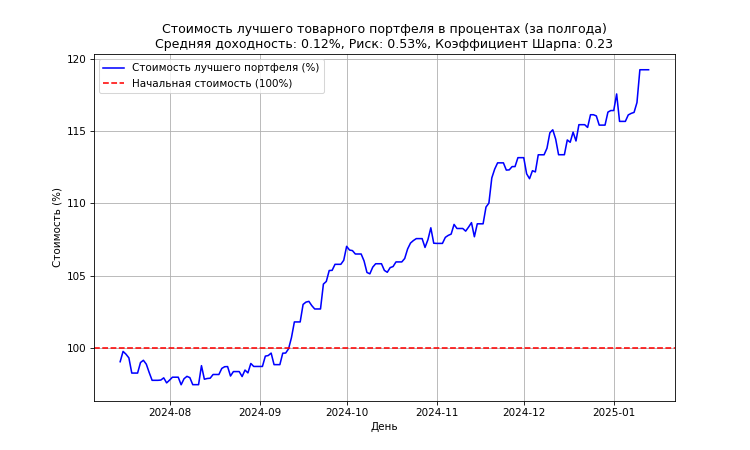 Стоимость лучшего товарного портфеля в процентах (за полгода)
Средняя доходность: 0.12%, Риск: 0.53%, Коэффициент Шарпа: 0.23
Стоимость лучшего портфеля (%)
Начальная стоимость (100%)
Стоимость (%)
120
115
110
105
100
2024-08
2024-09
2024-10
2024-11
2024-12
2025-01
День